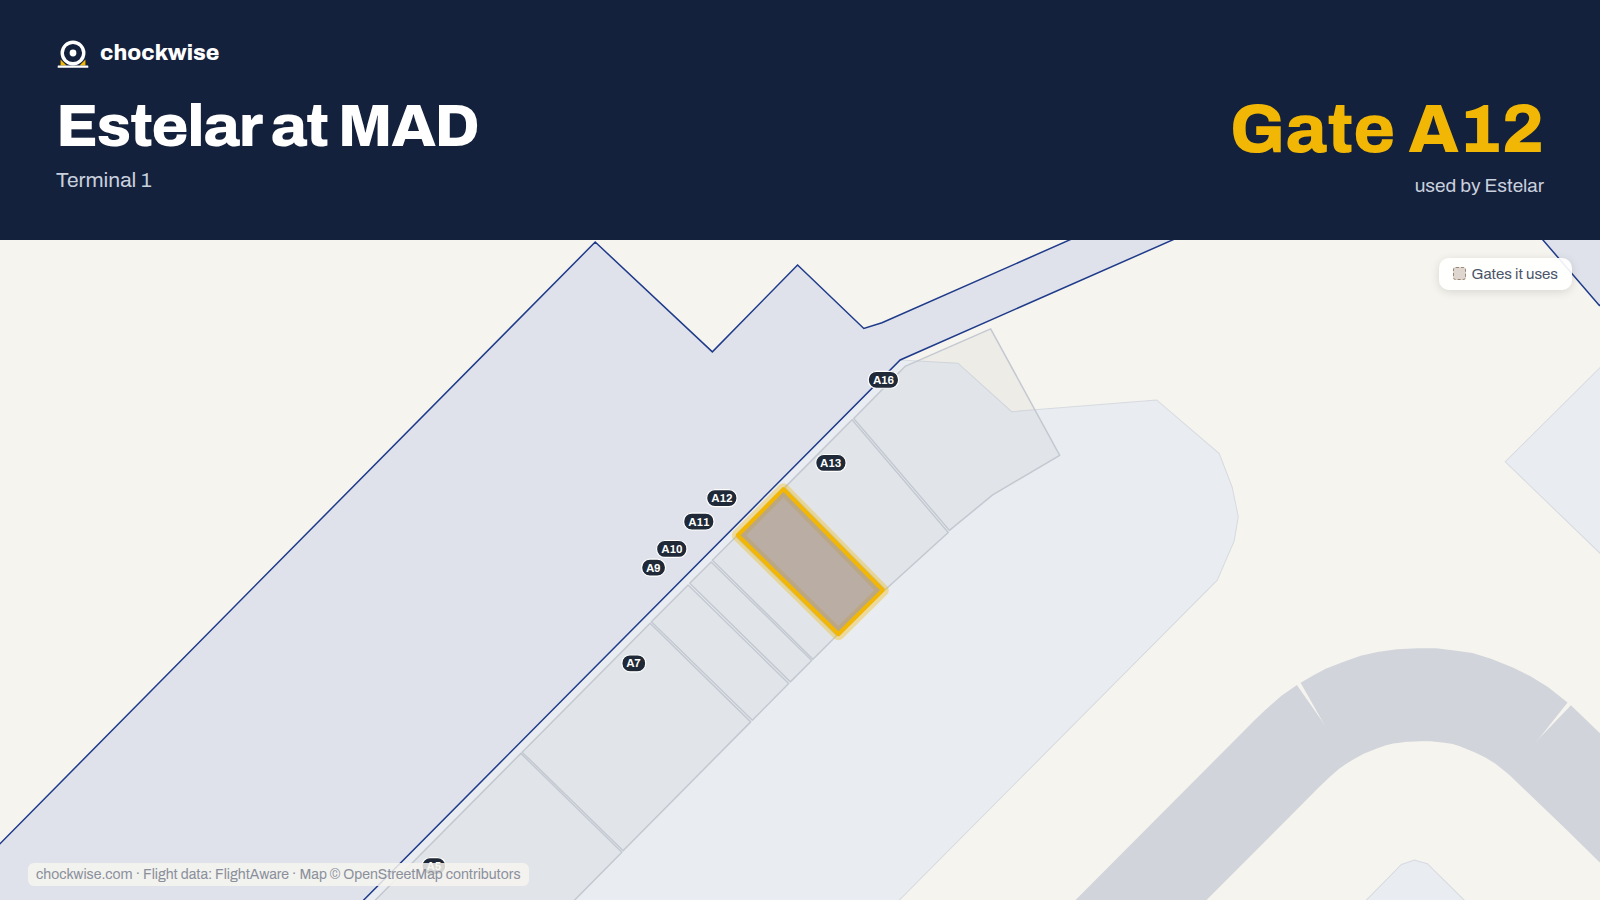 chockwise
Estelar at MAD
Terminal 1
Gate A12
used by Estelar
Gates it uses
A16
A13
A12
A11
A10
A9
A7
chockwise.com · Flight data: FlightAware · Map © OpenStreetMap contributors